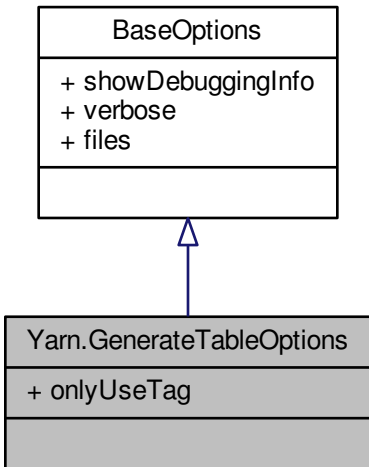 BaseOptions
+ showDebuggingInfo
+ verbose
+ files
Yarn.GenerateTableOptions
+ onlyUseTag